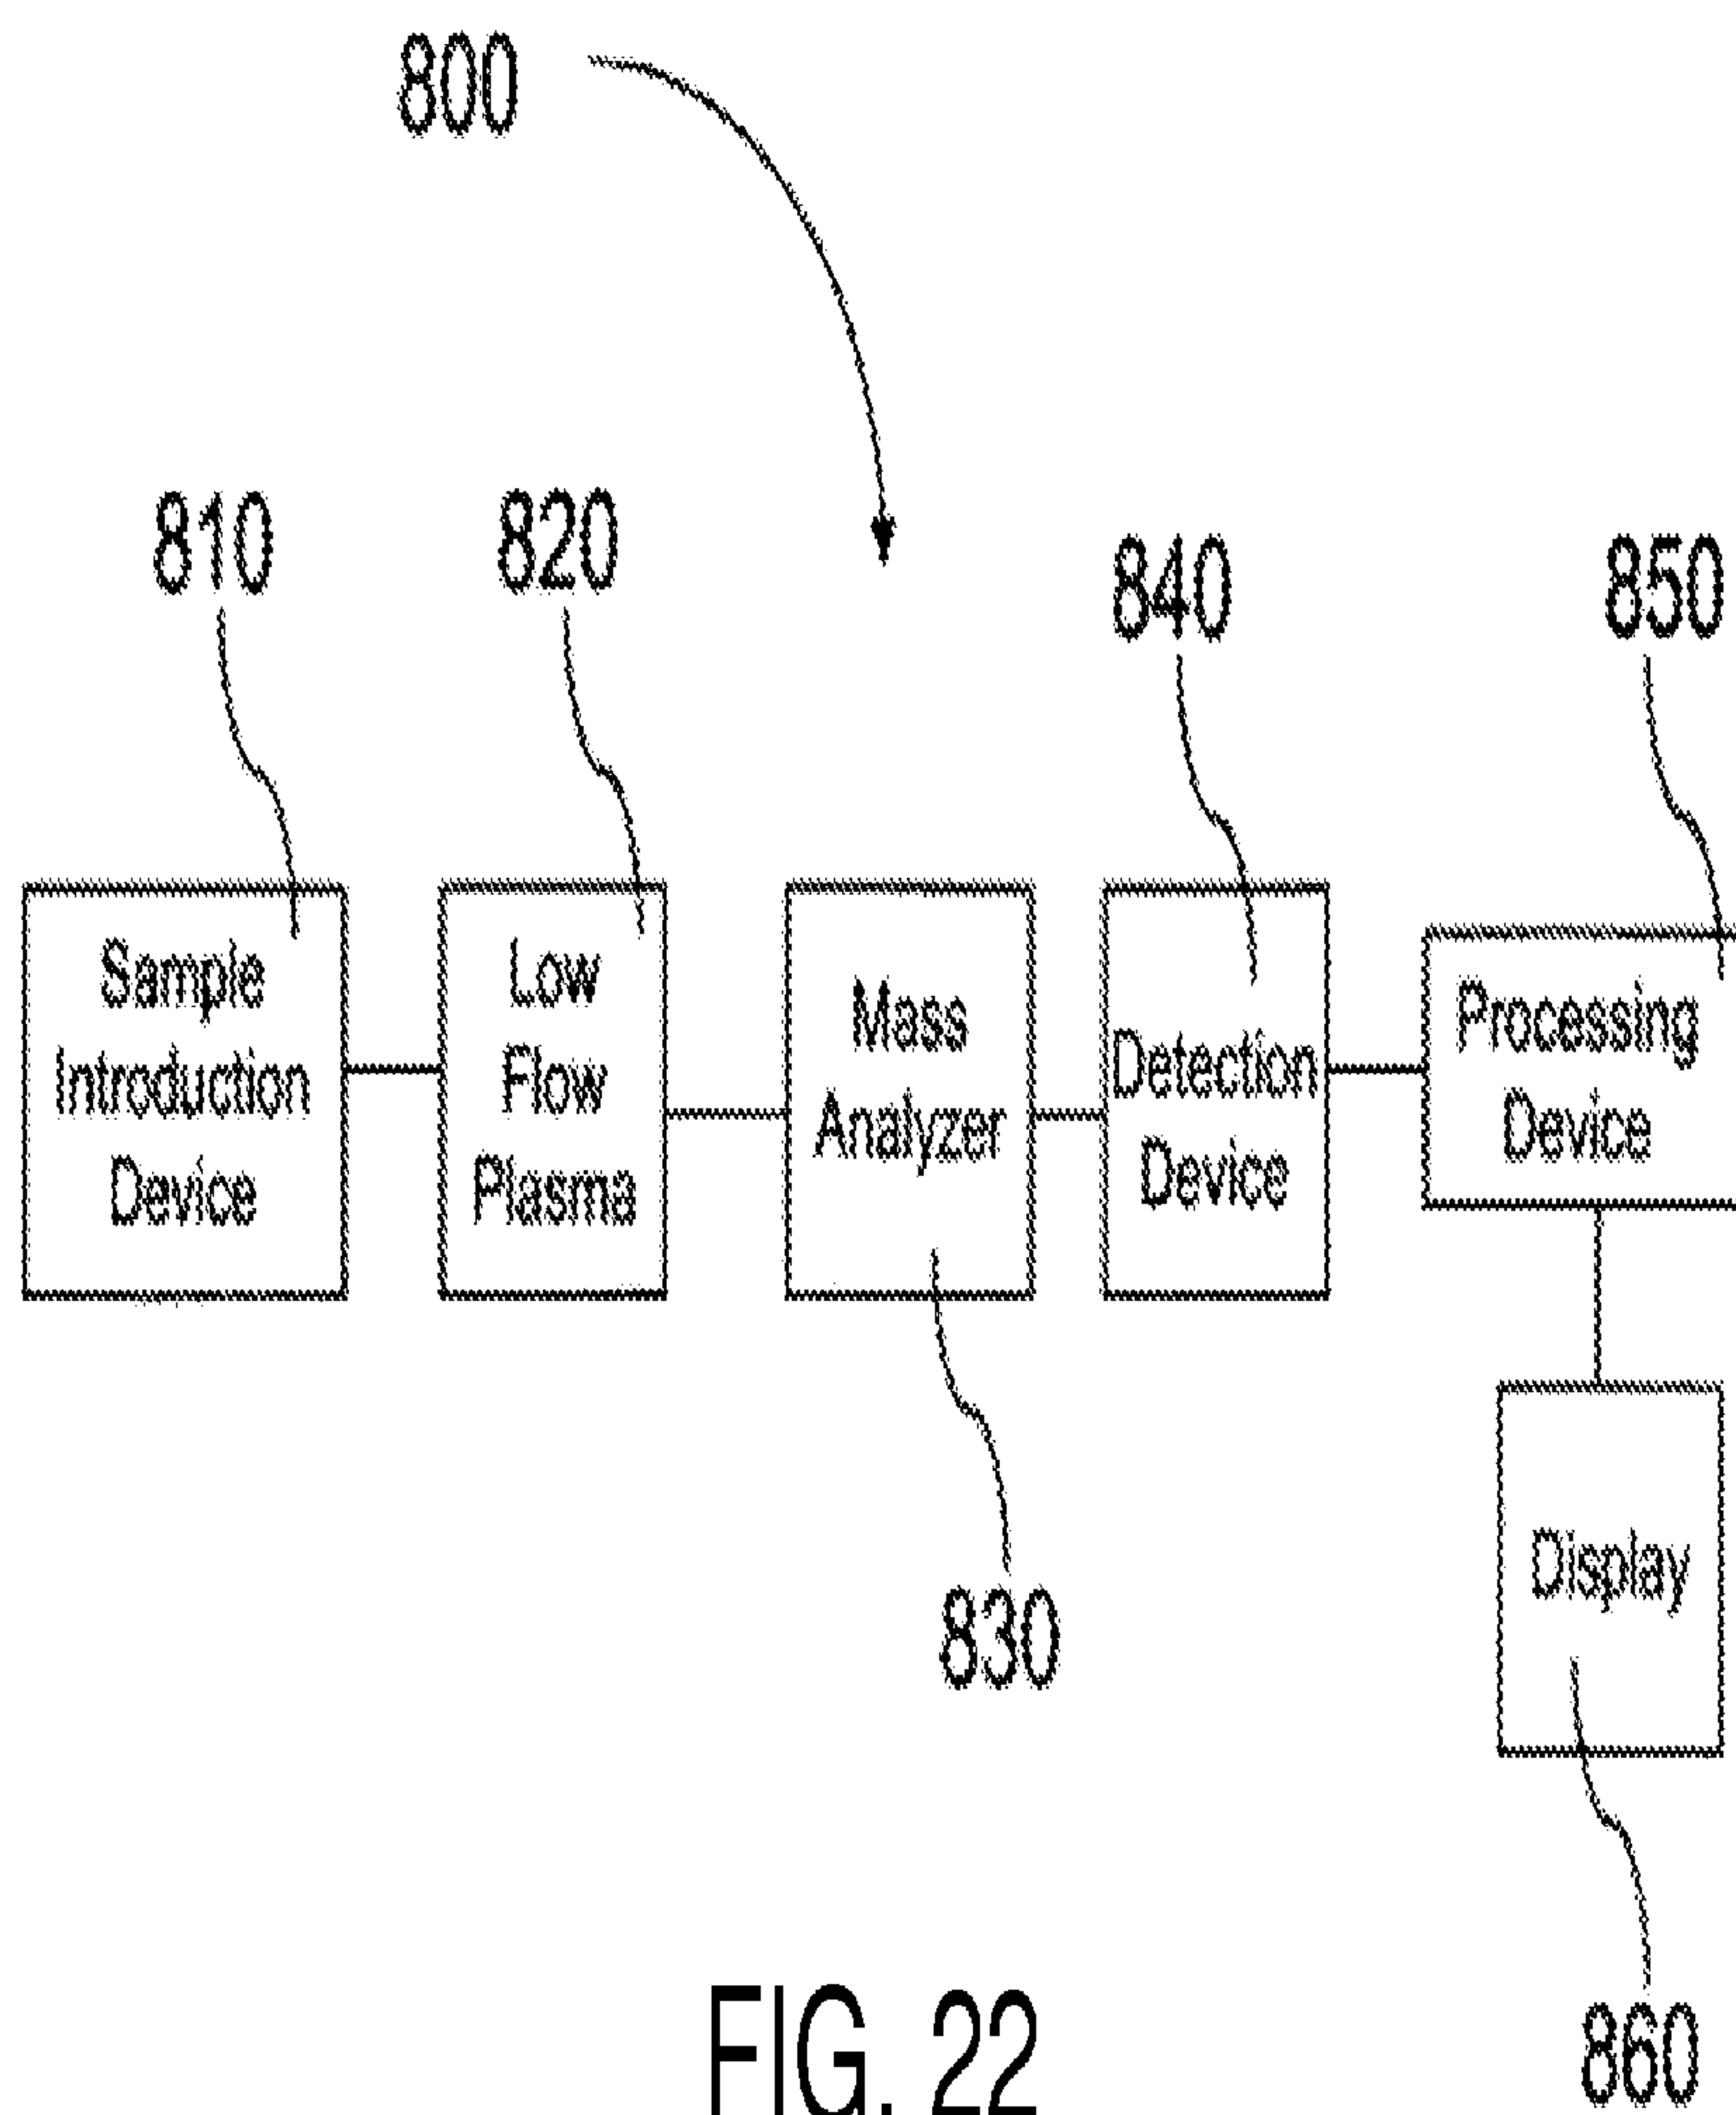 800
810
820
840
850
Sample
Introduction
Device
Low
Flow
Plasma
Mass
Analyzer
Detection
Device
Processing
Device
830
Display
860
FIG. 22